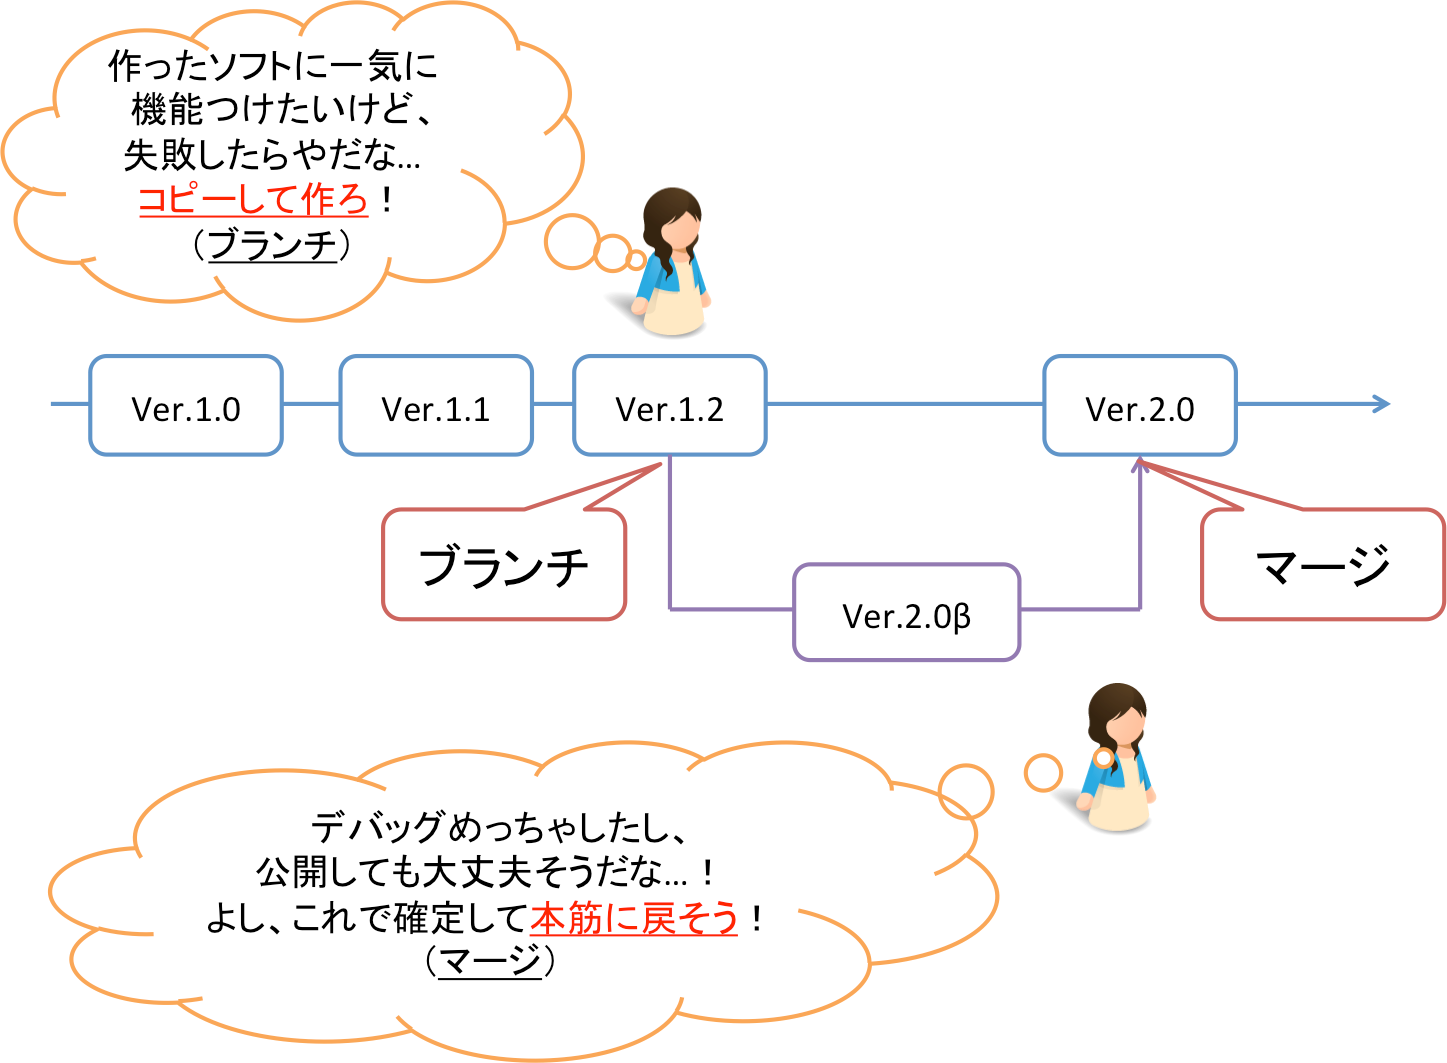 作ったソフトに一気に
機能つけたいけど、
失敗したらやだな...
コピーして作ろ！
（ブランチ）
Ver.1.0
Ver.1.1
Ver.1.2
Ver.2.0
ブランチ
マージ
Ver.2.0β
デバッグめっちゃしたし、
公開しても大丈夫そうだな...！
よし、これで確定して本筋に戻そう！
（マージ）